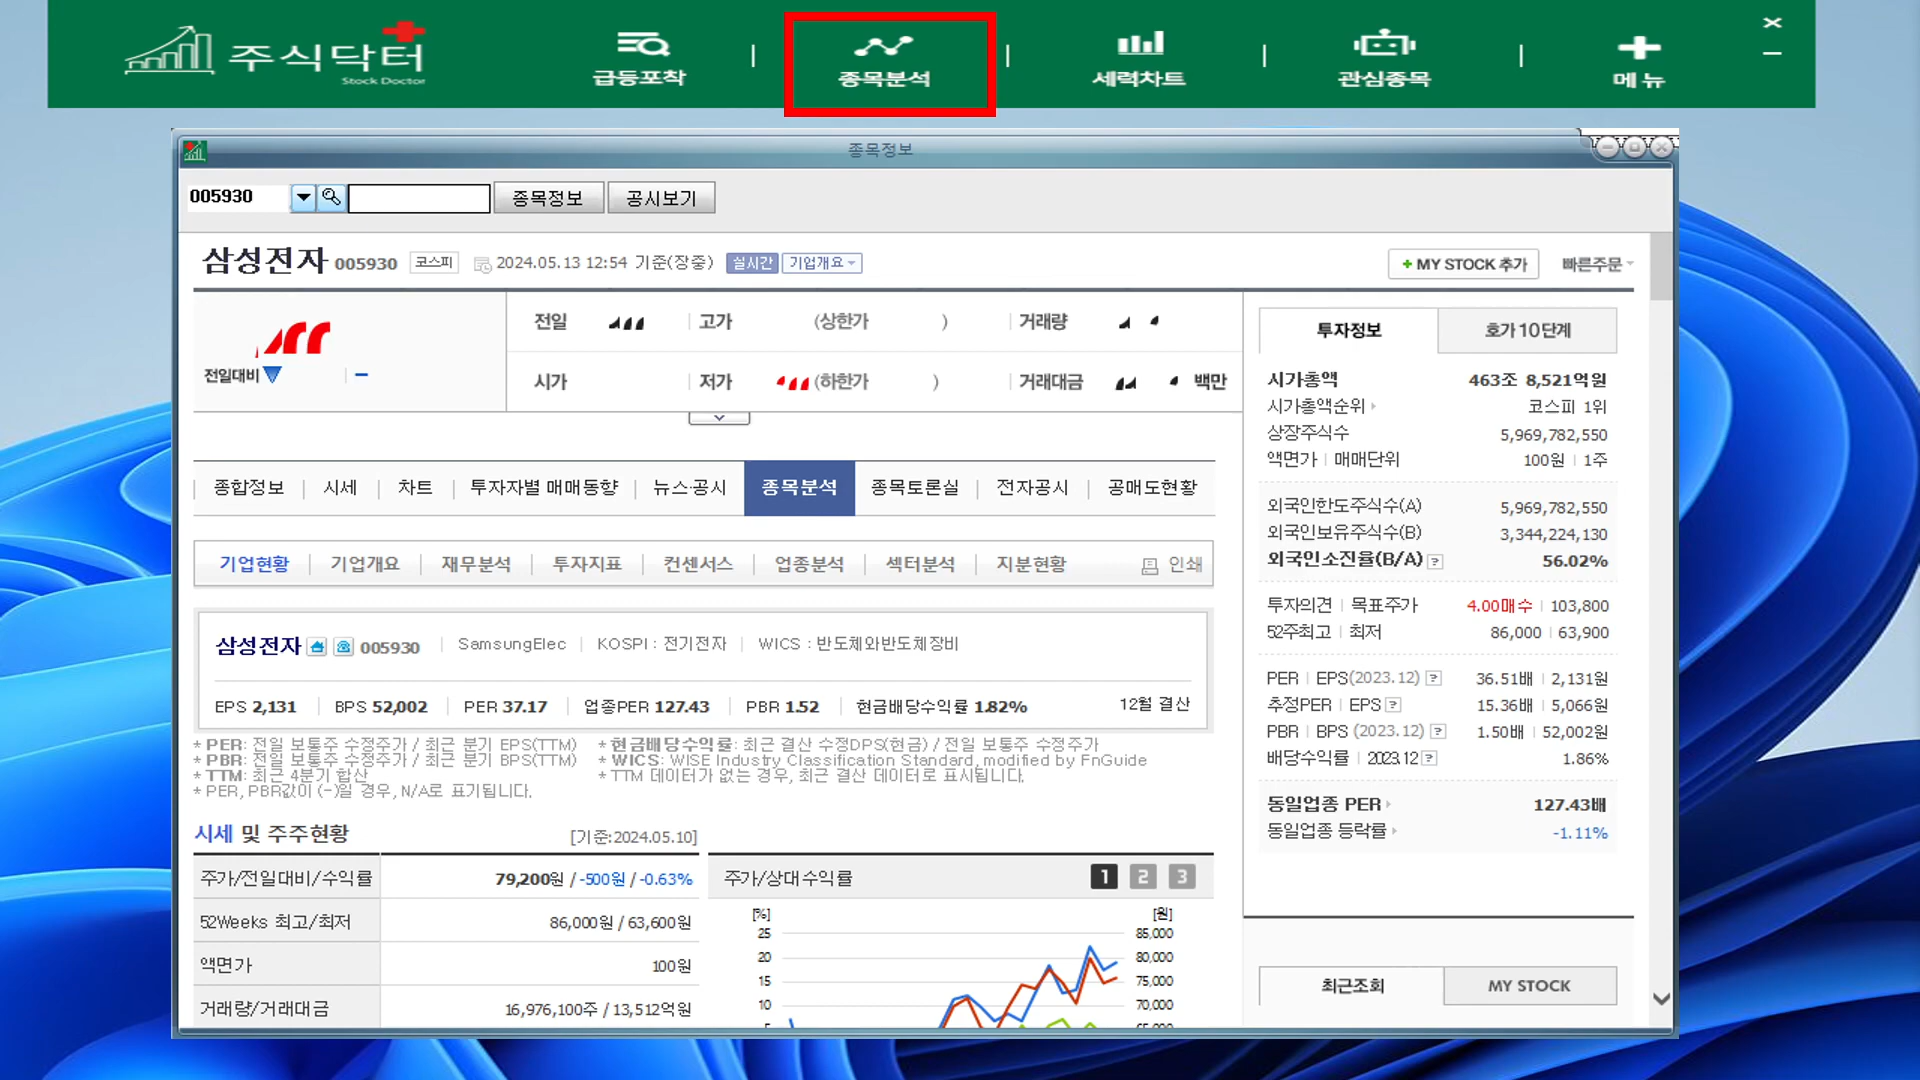 주식닥터
Stock Doctor
급등포착
종목분석
세력차트
관심종목
메뉴
종목정보
005930
종목정보
공시보기
삼성전자 005930 코스피 2024.05.13 12:54 기준(장중) 실시간 기업개요
+ MY STOCK 추가 빠른주문
전일대비
전일 고가 (상한가 ) 거래량
시가 저가 (하한가 ) 거래대금 백만
종합정보 시세 차트 투자자별 매매동향 뉴스·공시 종목분석 종목토론실 전자공시 공매도현황
기업현황 기업개요 재무분석 투자지표 컨센서스 업종분석 섹터분석 지분현황 인쇄
삼성전자 005930 SamsungElec KOSPI : 전기전자 WICS : 반도체와반도체장비
EPS 2,131 BPS 52,002 PER 37.17 업종PER 127.43 PBR 1.52 현금배당수익률 1.82% 12월 결산
* PER: 전일 보통주 수정주가 / 최근 분기 EPS(TTM)
* PBR: 전일 보통주 수정주가 / 최근 분기 BPS(TTM)
* TTM: 최근 4분기 합산
* PER, PBR값이 (-)일 경우, N/A로 표기됩니다.
* 현금배당수익률: 최근 결산 수정DPS(현금) / 전일 보통주 수정주가
* WICS: WISE Industry Classification Standard, modified by FnGuide
* TTM 데이터가 없는 경우, 최근 결산 데이터로 표시됩니다.
시세 및 주주현황 [기준:2024.05.10]
주가/전일대비/수익률 79,200원 / -500원 / -0.63%
52Weeks 최고/최저 86,000원 / 63,600원
액면가 100원
거래량/거래대금 16,976,100주 / 13,512억원
주가/상대수익률 1 2 3
[%] [원]
25 85,000
20 80,000
15 75,000
10 70,000
5 65,000
투자정보 호가 10단계
시가총액 463조 8,521억원
시가총액순위 코스피 1위
상장주식수 5,969,782,550
액면가 매매단위 100원 1주
외국인한도주식수(A) 5,969,782,550
외국인보유주식수(B) 3,344,224,130
외국인소진율(B/A) ? 56.02%
투자의견 목표주가 4.00매수 103,800
52주최고 최저 86,000 63,900
PER EPS(2023.12) ? 36.51배 2,131원
추정PER EPS ? 15.36배 5,066원
PBR BPS (2023.12) ? 1.50배 52,002원
배당수익률 2023.12 ? 1.86%
동일업종 PER 127.43배
동일업종 등락률 -1.11%
최근조회 MY STOCK